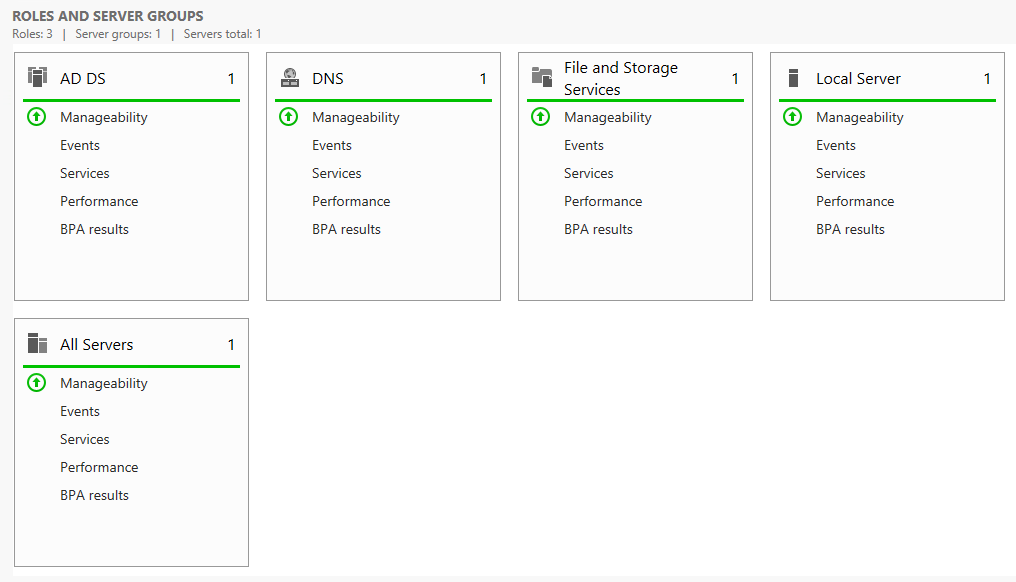 ROLES AND SERVER GROUPS
Roles: 3 | Server groups: 1 | Servers total: 1
AD DS 1
Manageability
Events
Services
Performance
BPA results
DNS 1
Manageability
Events
Services
Performance
BPA results
File and Storage
Services 1
Manageability
Events
Services
Performance
BPA results
Local Server 1
Manageability
Events
Services
Performance
BPA results
All Servers 1
Manageability
Events
Services
Performance
BPA results